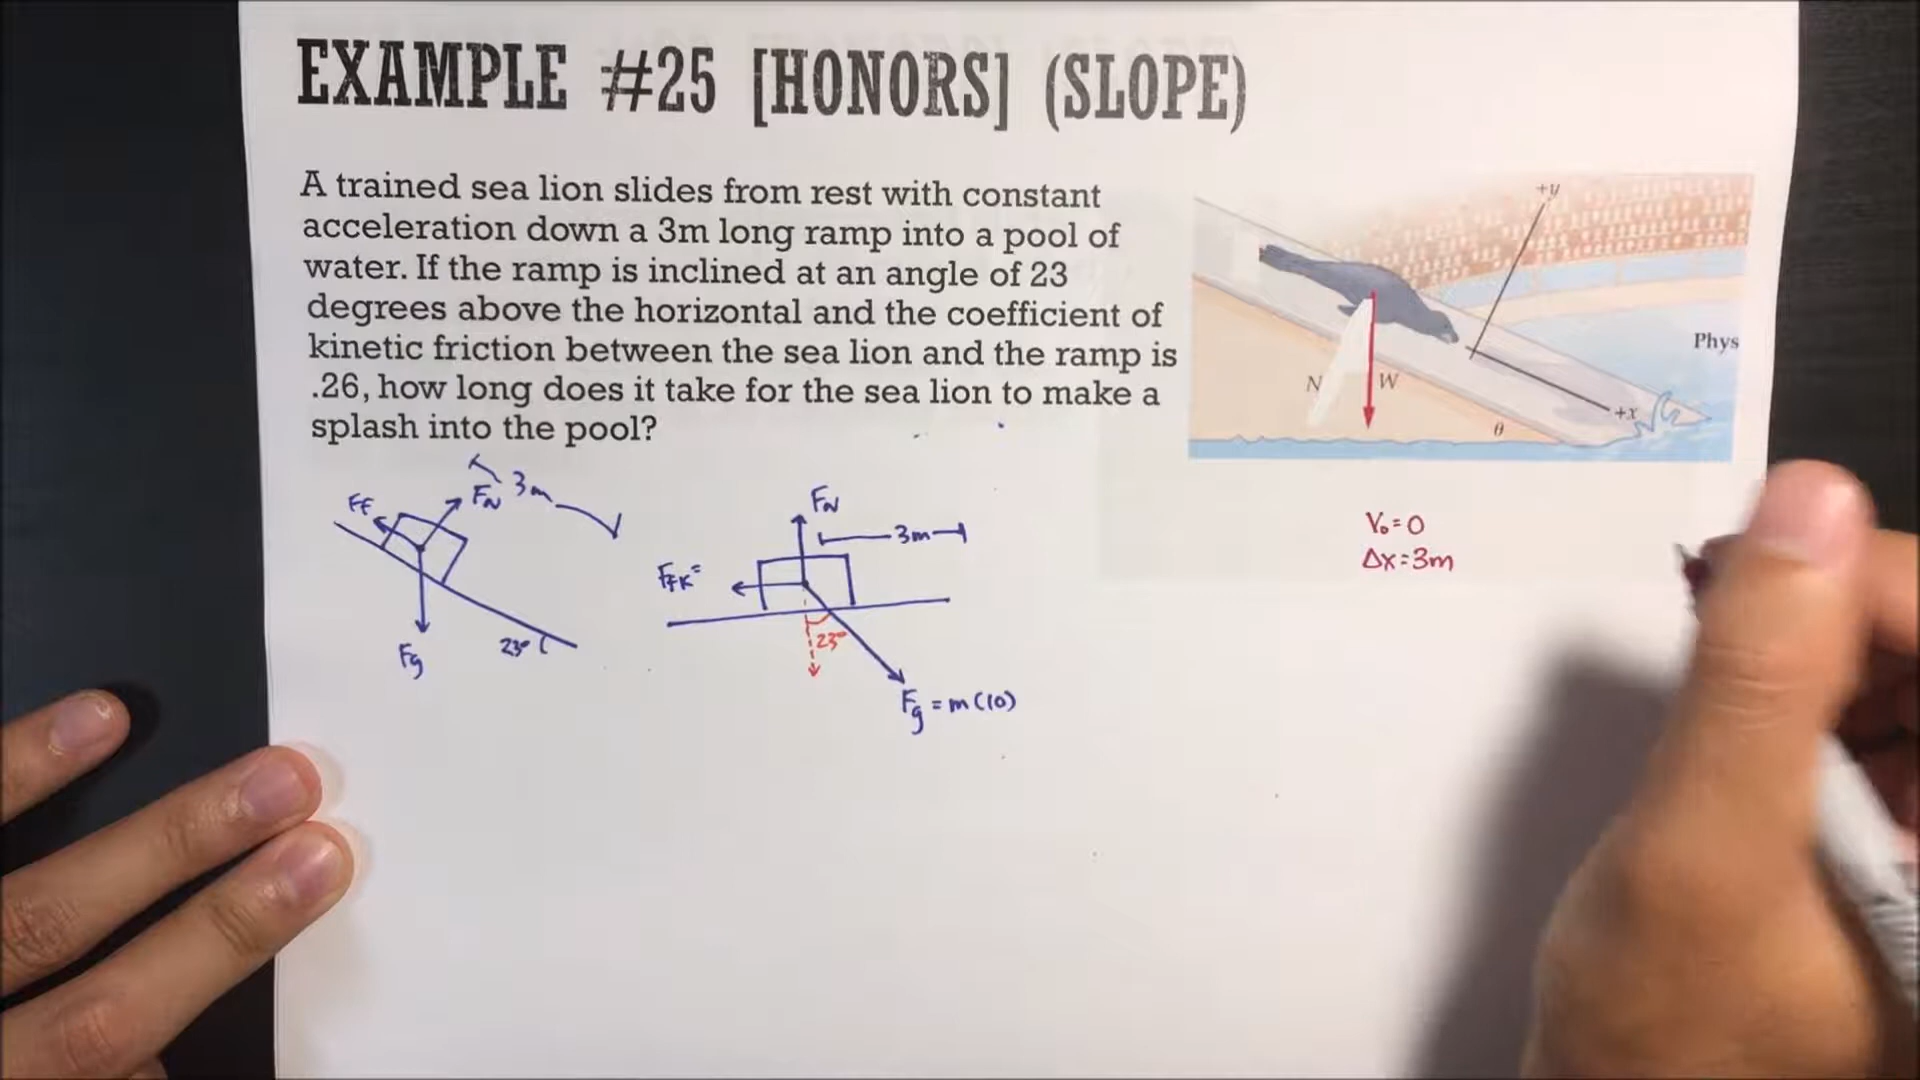 EXAMPLE #25 [HONORS] (SLOPE)
A trained sea lion slides from rest with constant
acceleration down a 3m long ramp into a pool of
water. If the ramp is inclined at an angle of 23
degrees above the horizontal and the coefficient of
kinetic friction between the sea lion and the ramp is
.26, how long does it take for the sea lion to make a
splash into the pool?
+y
Phys
N
W
+x
θ
FF
FN
3m
Fg
23°
FN
3m
FFK=
23°
Fg = m(10)
V₀=0
Δx=3m